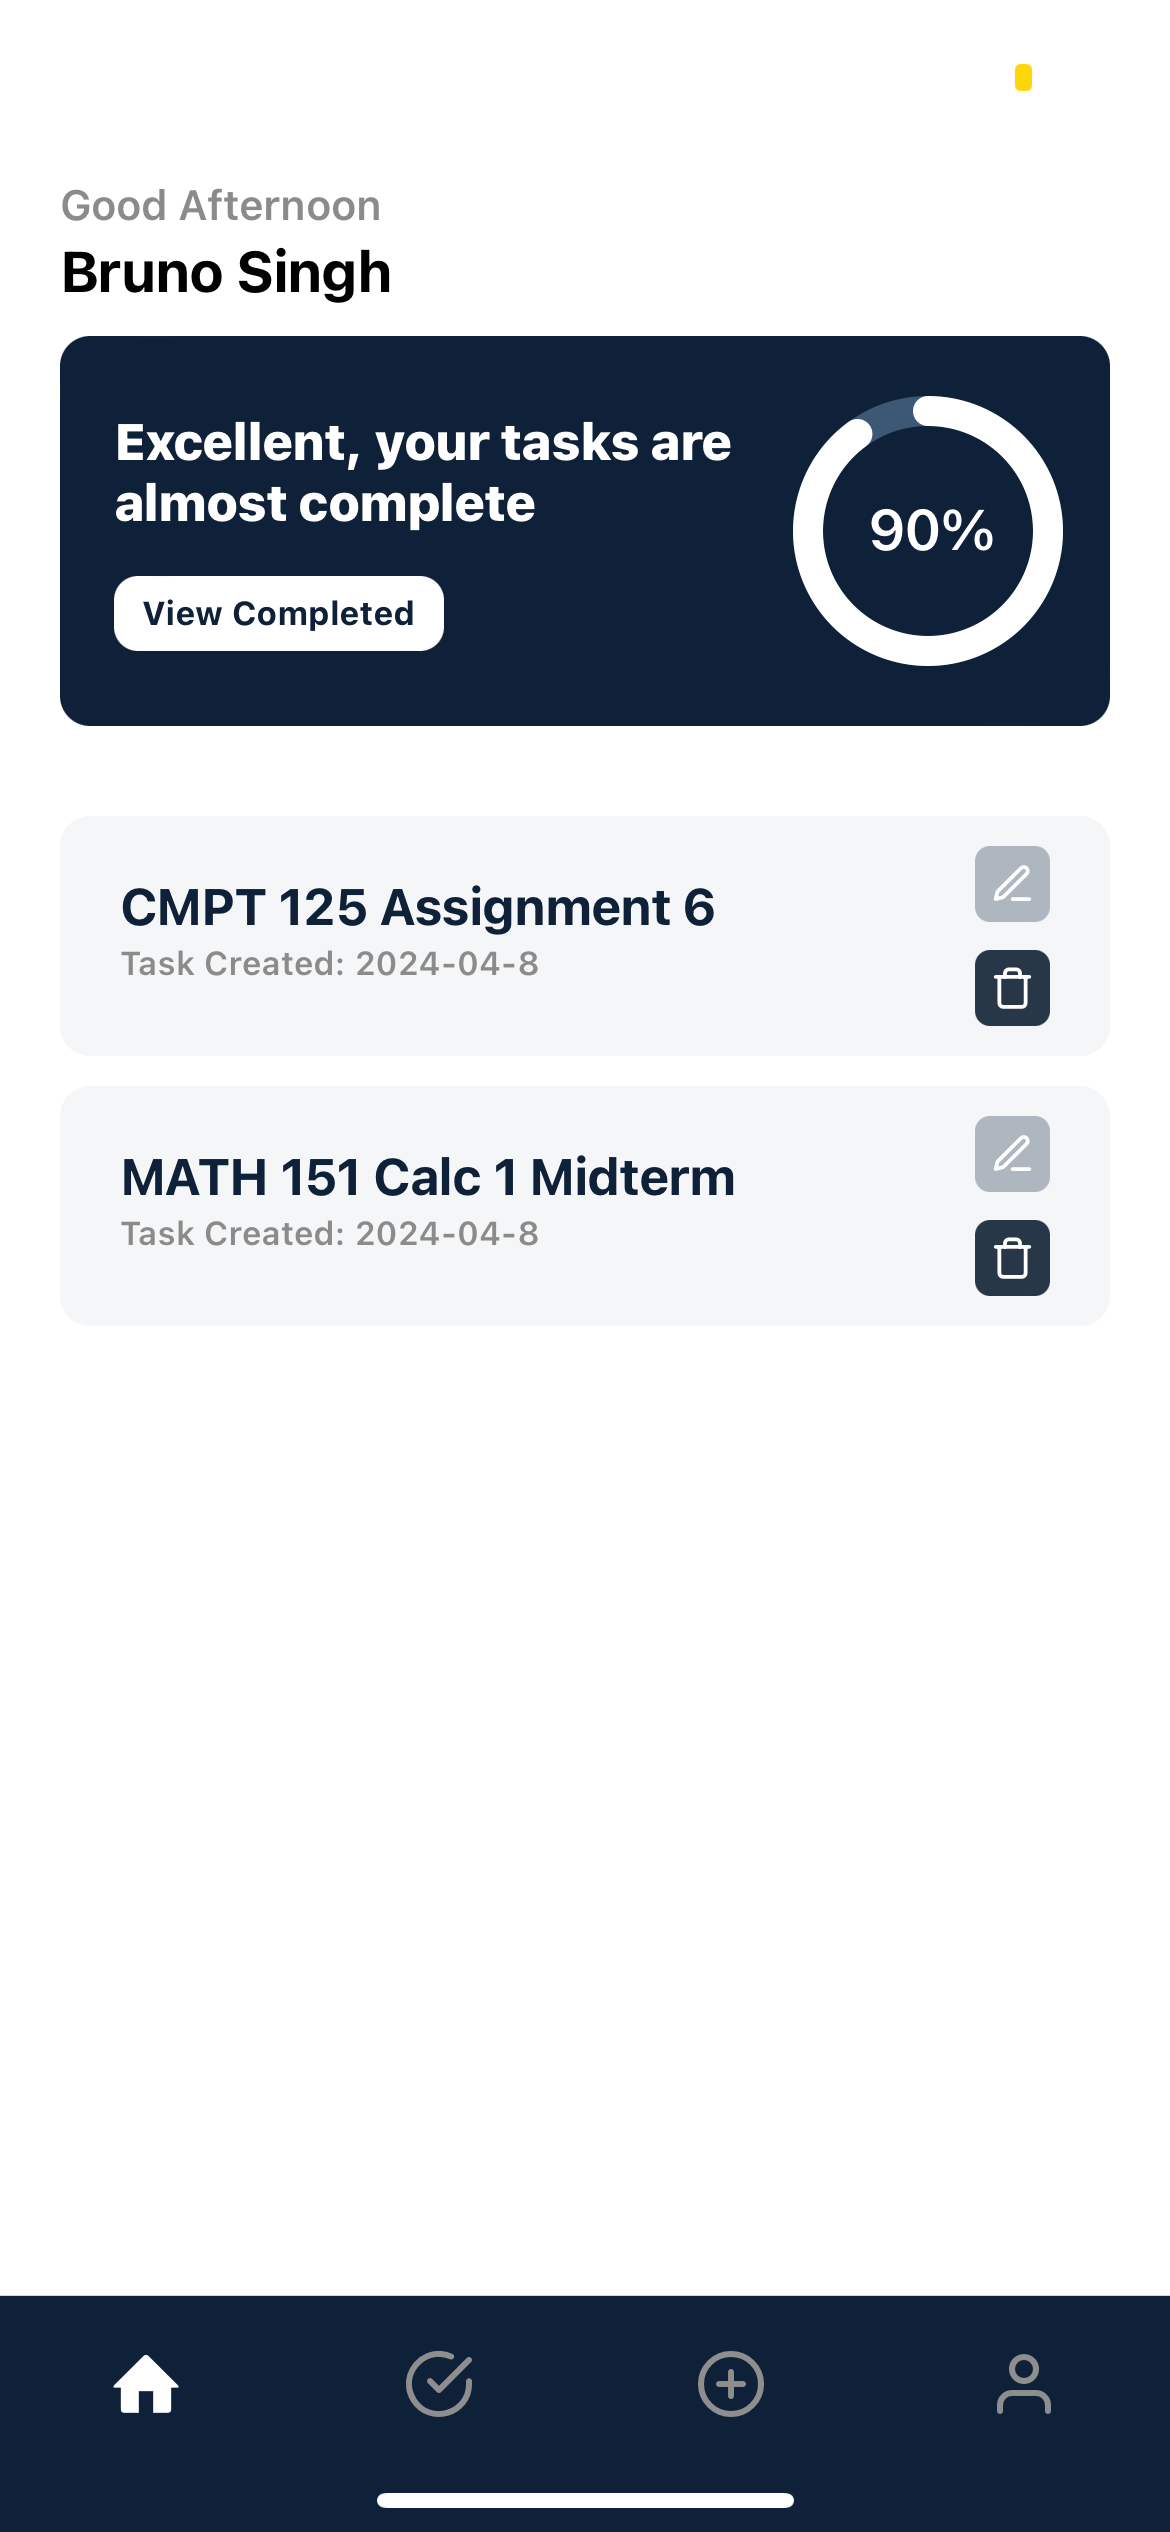 Good Afternoon
Bruno Singh
Excellent, your tasks are
almost complete
90%
View Completed
CMPT 125 Assignment 6
Task Created: 2024-04-8
MATH 151 Calc 1 Midterm
Task Created: 2024-04-8